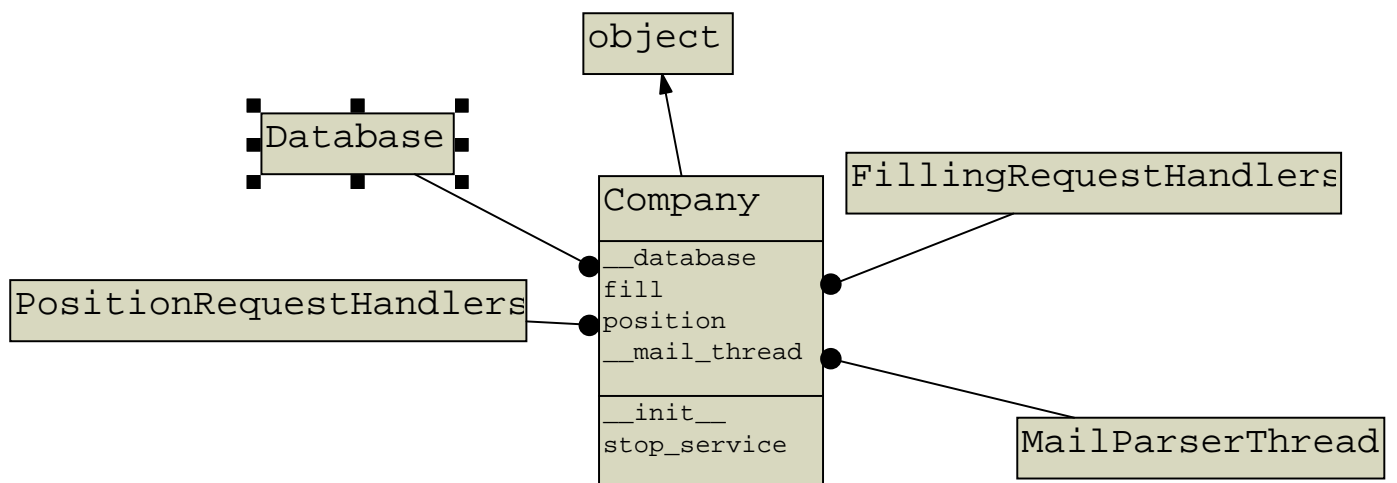 object
Database
FillingRequestHandlers
Company
__database
fill
PositionRequestHandlers
position
__mail_thread
__init__
stop_service
MailParserThread